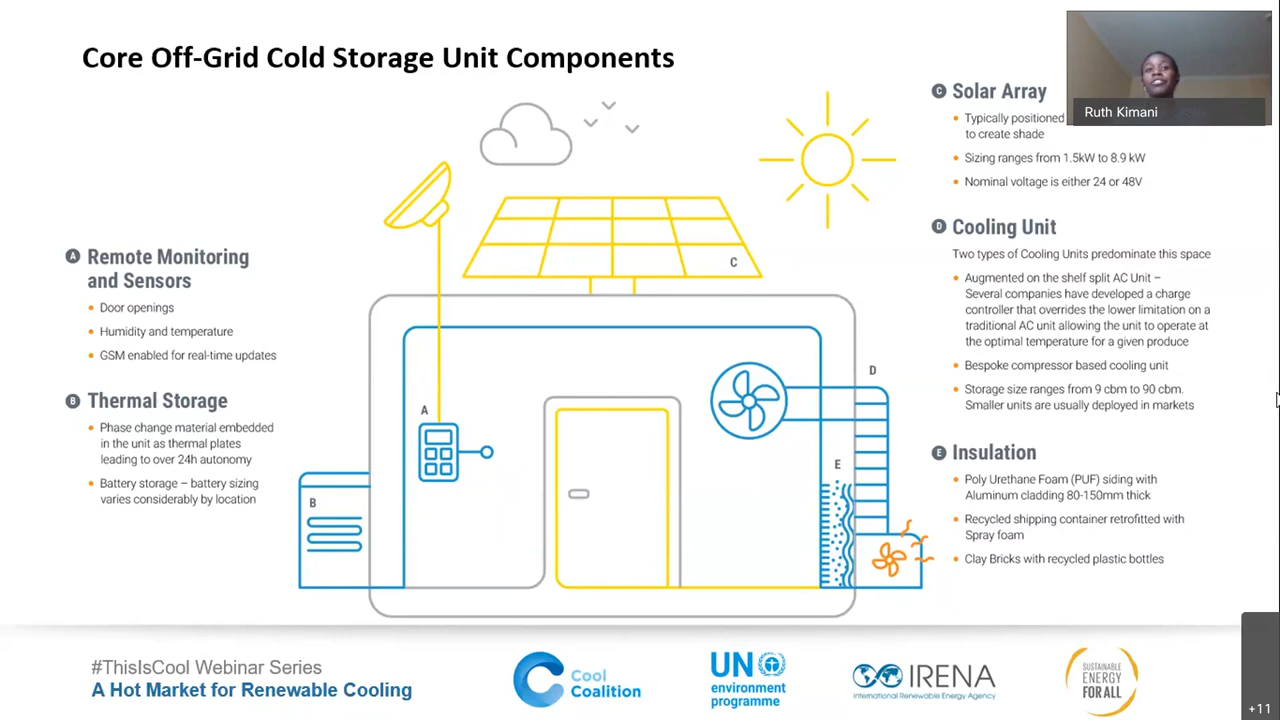 Core Off-Grid Cold Storage Unit Components
Ruth Kimani
A Remote Monitoring
and Sensors
• Door openings
• Humidity and temperature
• GSM enabled for real-time updates
B Thermal Storage
• Phase change material embedded
in the unit as thermal plates
leading to over 24h autonomy
• Battery storage – battery sizing
varies considerably by location
A
B
C
D
E
C Solar Array
• Typically positioned
to create shade
• Sizing ranges from 1.5kW to 8.9 kW
• Nominal voltage is either 24 or 48V
D Cooling Unit
Two types of Cooling Units predominate this space
• Augmented on the shelf split AC Unit –
Several companies have developed a charge
controller that overrides the lower limitation on a
traditional AC unit allowing the unit to operate at
the optimal temperature for a given produce
• Bespoke compressor based cooling unit
• Storage size ranges from 9 cbm to 90 cbm.
Smaller units are usually deployed in markets
E Insulation
• Poly Urethane Foam (PUF) siding with
Aluminum cladding 80-150mm thick
• Recycled shipping container retrofitted with
Spray foam
• Clay Bricks with recycled plastic bottles
#ThisIsCool Webinar Series
A Hot Market for Renewable Cooling
Cool
Coalition
UN
environment
programme
IRENA
International Renewable Energy Agency
SUSTAINABLE
ENERGY
FOR ALL
+11